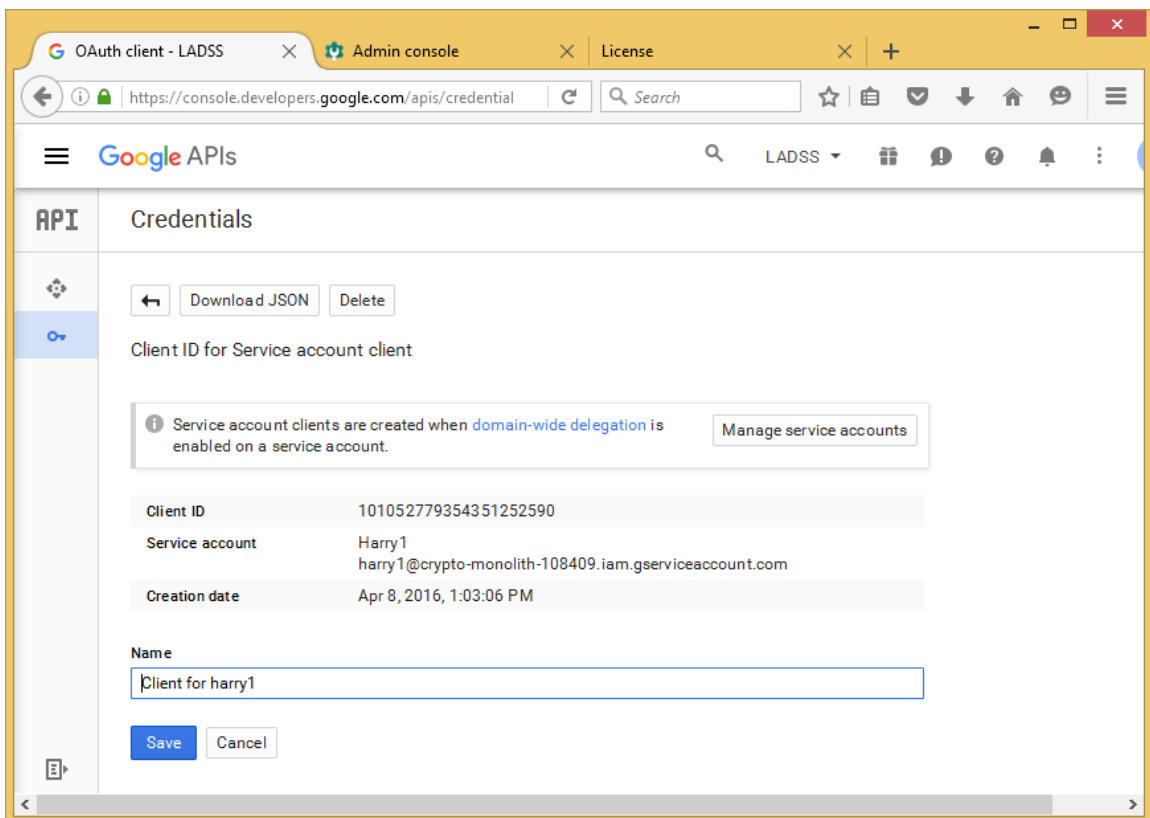 OAuth client - LADSS
Admin console
License
https://console.developers.google.com/apis/credential
Search
Google APIs
LADSS
API
Credentials
Download JSON
Delete
Client ID for Service account client
Service account clients are created when domain-wide delegation is
enabled on a service account.
Manage service accounts
Client ID 101052779354351252590
Service account Harry1
harry1@crypto-monolith-108409.iam.gserviceaccount.com
Creation date Apr 8, 2016, 1:03:06 PM
Name
Client for harry1
Save
Cancel